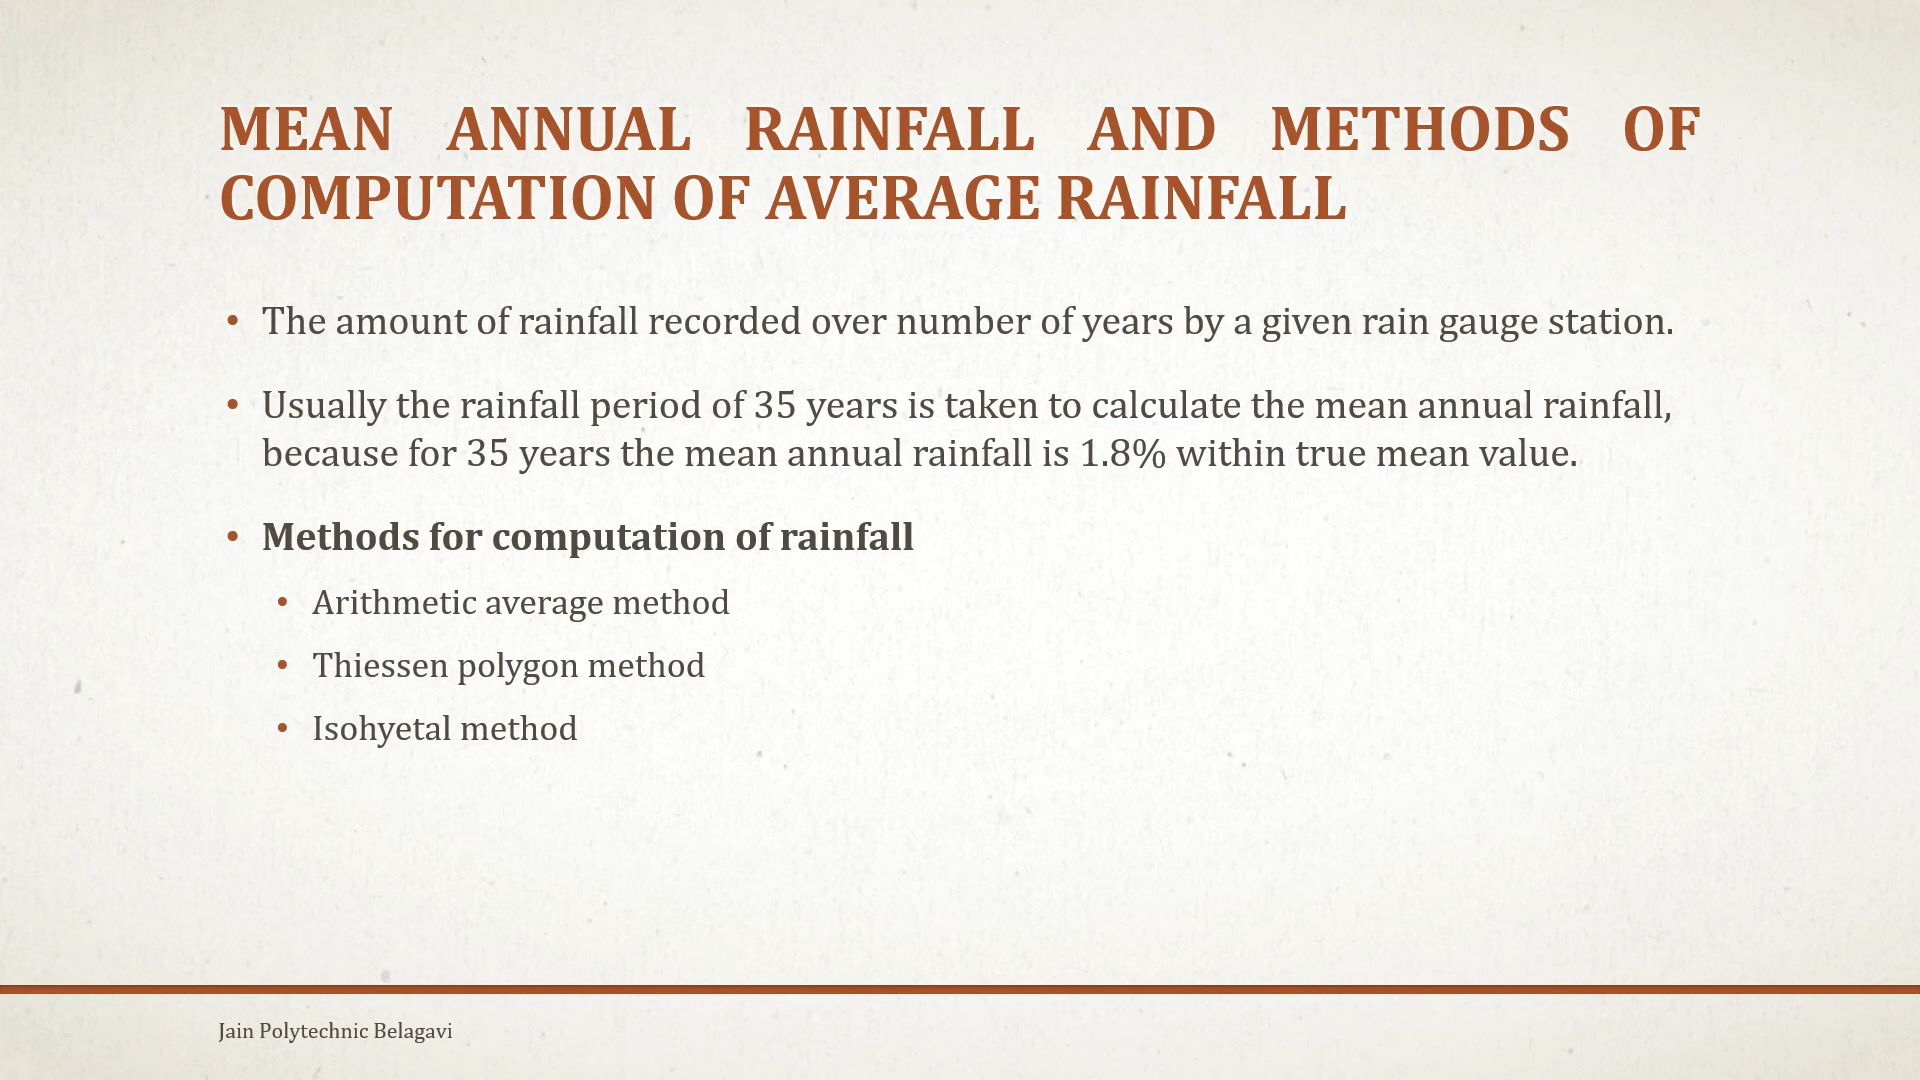 MEAN ANNUAL RAINFALL AND METHODS OF
COMPUTATION OF AVERAGE RAINFALL
• The amount of rainfall recorded over number of years by a given rain gauge station.
• Usually the rainfall period of 35 years is taken to calculate the mean annual rainfall,
because for 35 years the mean annual rainfall is 1.8% within true mean value.
• Methods for computation of rainfall
• Arithmetic average method
• Thiessen polygon method
• Isohyetal method
Jain Polytechnic Belagavi